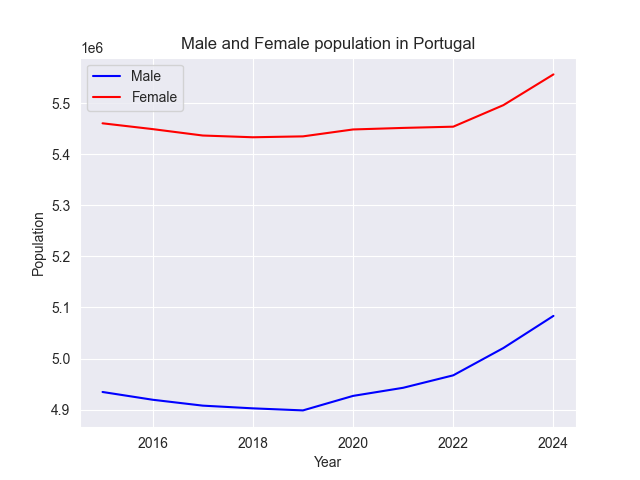 Male and Female population in Portugal
1e6
Male
Female
5.5
5.4
5.3
5.2
5.1
5.0
4.9
Population
2016 2018 2020 2022 2024
Year